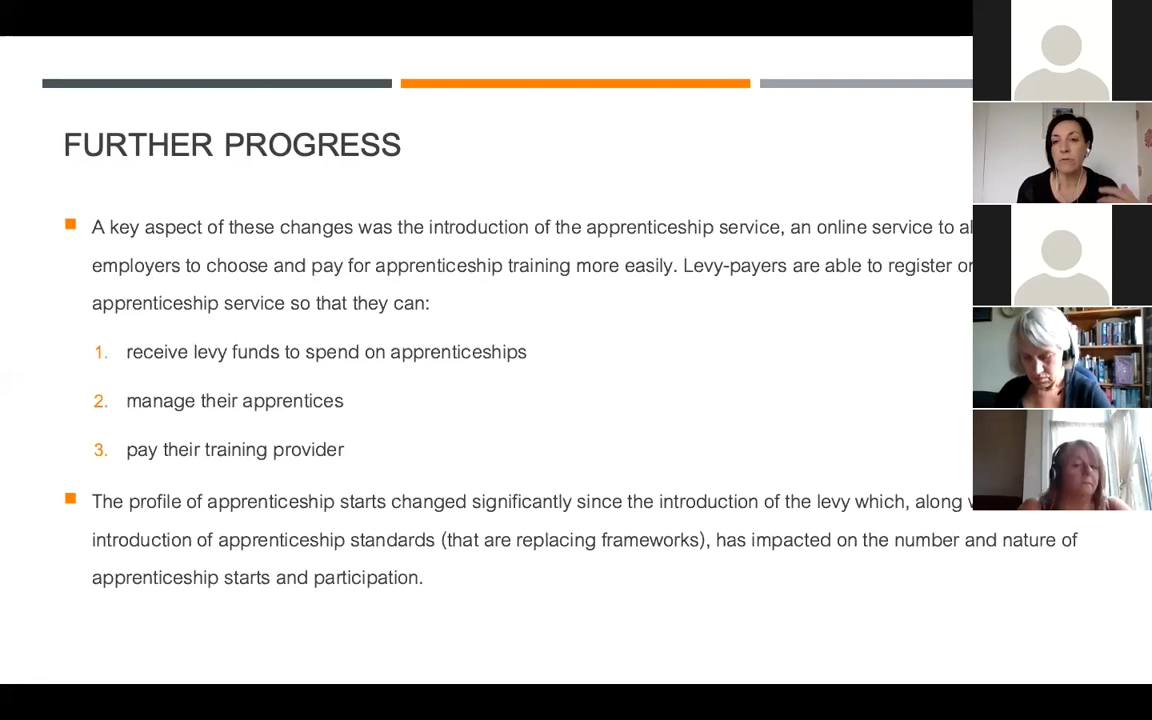 FURTHER PROGRESS
A key aspect of these changes was the introduction of the apprenticeship service, an online service to
employers to choose and pay for apprenticeship training more easily. Levy-payers are able to register
apprenticeship service so that they can:
1. receive levy funds to spend on apprenticeships
2. manage their apprentices
3. pay their training provider
The profile of apprenticeship starts changed significantly since the introduction of the levy which, along
introduction of apprenticeship standards (that are replacing frameworks), has impacted on the number and nature of
apprenticeship starts and participation.